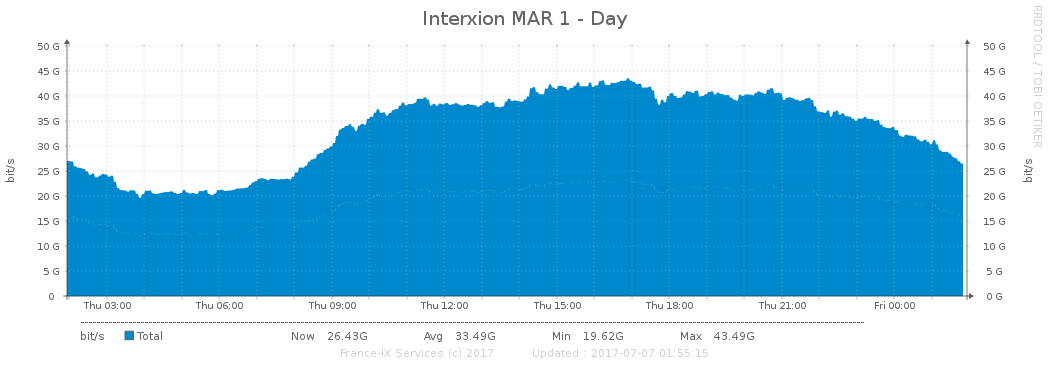 Interxion MAR 1 - Day
RRDTOOL / TOBI OETIKER
50 G 50 G
45 G 45 G
40 G 40 G
35 G 35 G
30 G 30 G
25 G 25 G
20 G 20 G
15 G 15 G
10 G 10 G
5 G 5 G
0 0 G
bit/s bit/s
Thu 03:00 Thu 06:00 Thu 09:00 Thu 12:00 Thu 15:00 Thu 18:00 Thu 21:00 Fri 00:00
bit/s Total Now 26.43G Avg 33.49G Min 19.62G Max 43.49G
France-IX Services (c) 2017 Updated : 2017-07-07 01:55:15